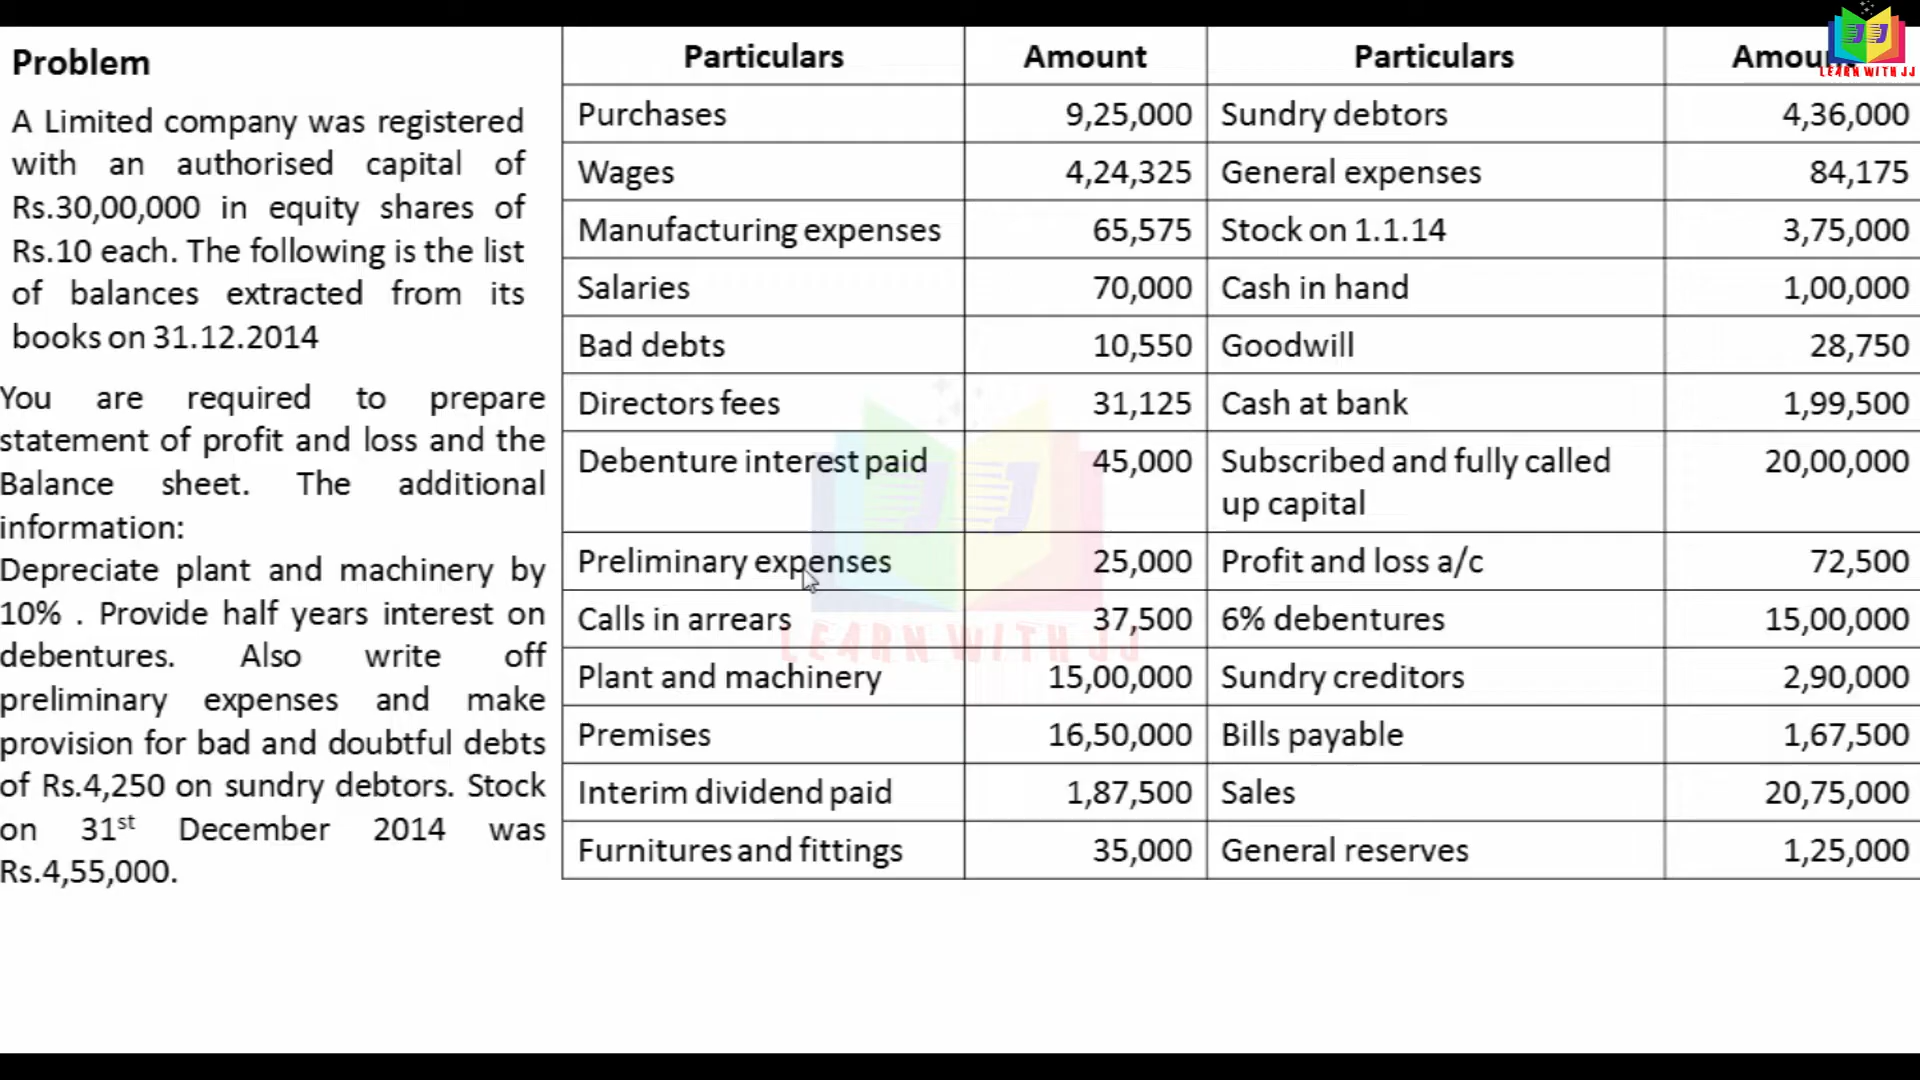 Problem
A Limited company was registered
with an authorised capital of
Rs.30,00,000 in equity shares of
Rs.10 each. The following is the list
of balances extracted from its
books on 31.12.2014
You are required to prepare
statement of profit and loss and the
Balance sheet. The additional
information:
Depreciate plant and machinery by
10% . Provide half years interest on
debentures. Also write off
preliminary expenses and make
provision for bad and doubtful debts
of Rs.4,250 on sundry debtors. Stock
on 31st December 2014 was
Rs.4,55,000.
Particulars Amount Particulars
Purchases 9,25,000 Sundry debtors 4,36,000
Wages 4,24,325 General expenses 84,175
Manufacturing expenses 65,575 Stock on 1.1.14 3,75,000
Salaries 70,000 Cash in hand 1,00,000
Bad debts 10,550 Goodwill 28,750
Directors fees 31,125 Cash at bank 1,99,500
Debenture interest paid 45,000 Subscribed and fully called 20,00,000
up capital
Preliminary expenses 25,000 Profit and loss a/c 72,500
Calls in arrears 37,500 6% debentures 15,00,000
Plant and machinery 15,00,000 Sundry creditors 2,90,000
Premises 16,50,000 Bills payable 1,67,500
Interim dividend paid 1,87,500 Sales 20,75,000
Furnitures and fittings 35,000 General reserves 1,25,000
JJ
LEARN WITH JJ
JJ
LEARN WITH JJ